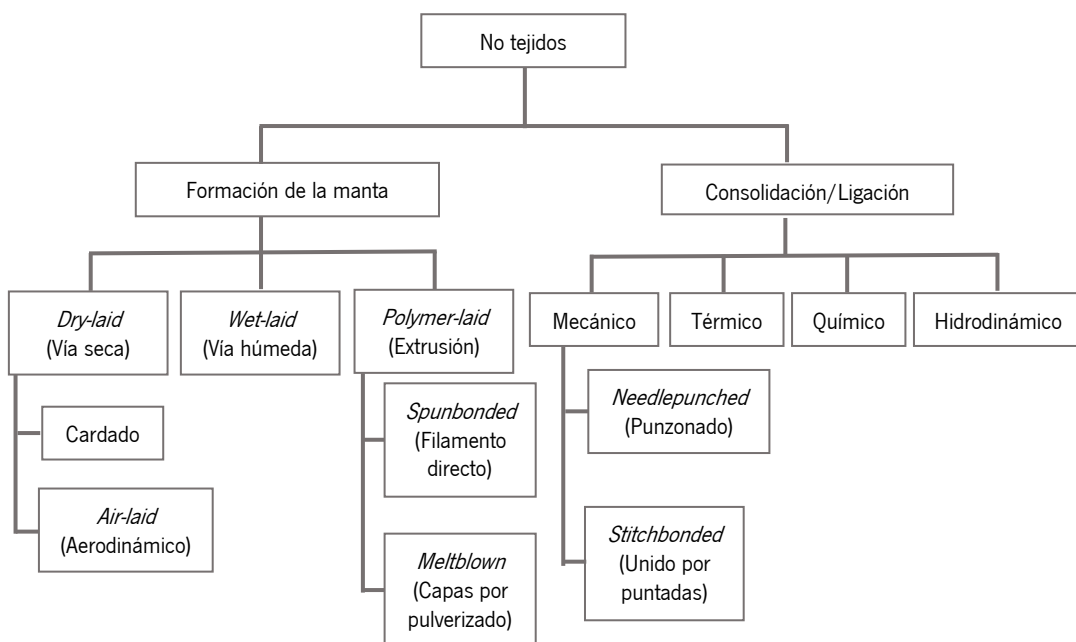 No tejidos
Formación de la manta
Consolidación/Ligación
Dry-laid
(Vía seca)
Wet-laid
(Vía húmeda)
Polymer-laid
(Extrusión)
Mecánico
Térmico
Químico
Hidrodinámico
Cardado
Air-laid
(Aerodinámico)
Spunbonded
(Filamento
directo)
Meltblown
(Capas por
pulverizado)
Needlepunched
(Punzonado)
Stitchbonded
(Unido por
puntadas)